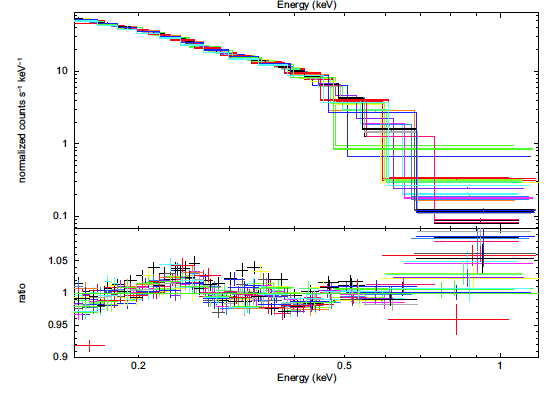 Energy (keV)
normalized counts s⁻¹ keV⁻¹
10
1
0.1
ratio
1.05
1
0.95
0.9
0.2
0.5
1
Energy (keV)